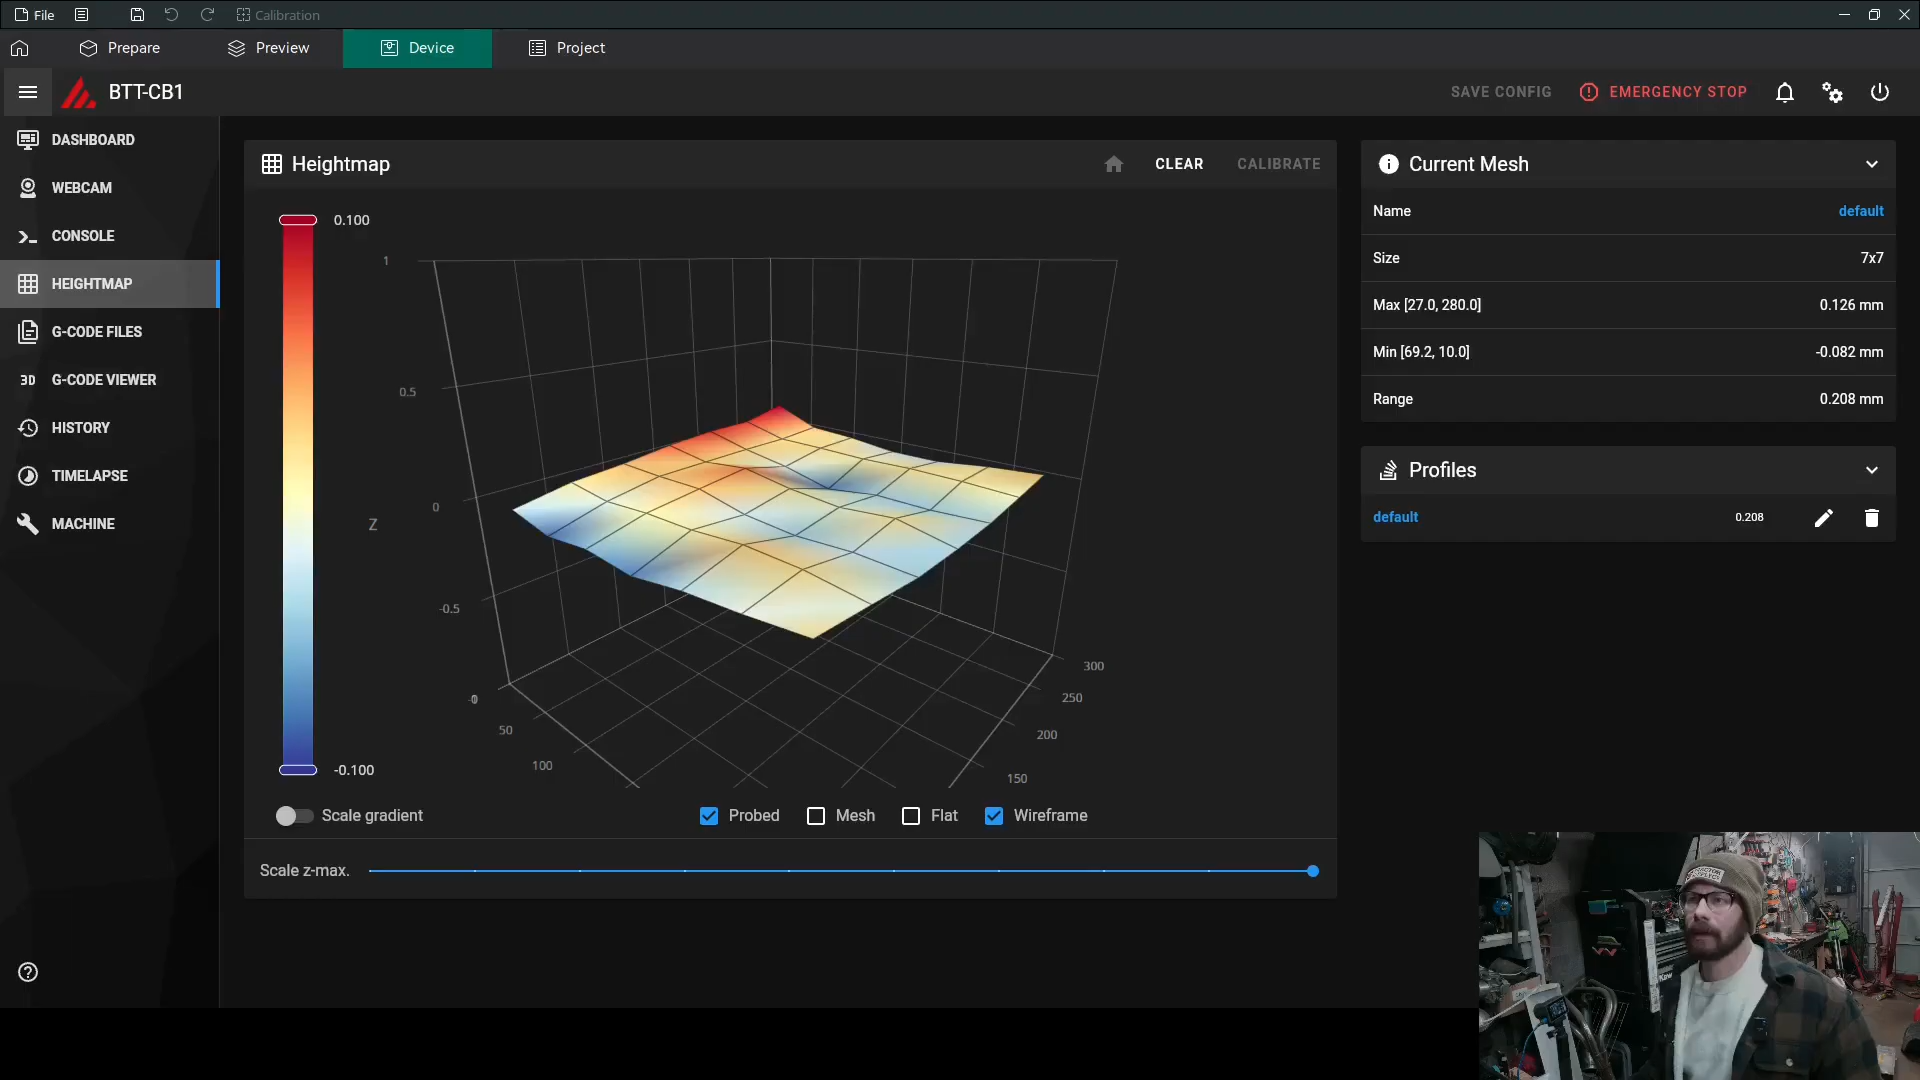 File
Calibration
Prepare
Preview
Device
Project
BTT-CB1
SAVE CONFIG
EMERGENCY STOP
DASHBOARD
WEBCAM
CONSOLE
HEIGHTMAP
G-CODE FILES
3D G-CODE VIEWER
HISTORY
TIMELAPSE
MACHINE
Heightmap
CLEAR
CALIBRATE
0.100
-0.100
1
0.5
0
-0.5
Z
50
100
150
200
250
300
Scale gradient
Probed
Mesh
Flat
Wireframe
Scale z-max.
Current Mesh
Name default
Size 7x7
Max [27.0, 280.0] 0.126 mm
Min [69.2, 10.0] -0.082 mm
Range 0.208 mm
Profiles
default 0.208